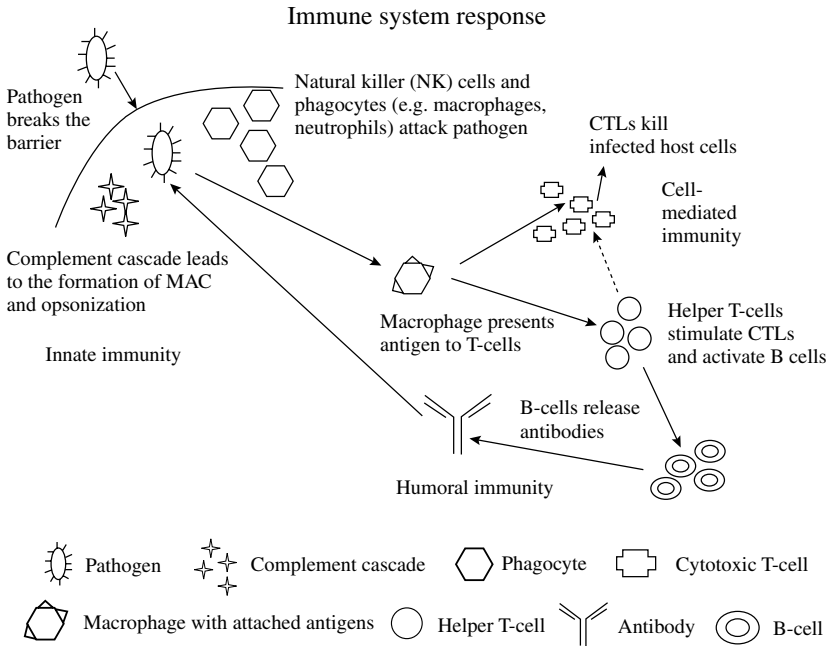 Immune system response
Pathogen
breaks the
barrier
Natural killer (NK) cells and
phagocytes (e.g. macrophages,
neutrophils) attack pathogen
CTLs kill
infected host cells
Cell-
mediated
immunity
Complement cascade leads
to the formation of MAC
and opsonization
Innate immunity
Macrophage presents
antigen to T-cells
Helper T-cells
stimulate CTLs
and activate B cells
B-cells release
antibodies
Humoral immunity
Pathogen
Complement cascade
Phagocyte
Cytotoxic T-cell
Macrophage with attached antigens
Helper T-cell
Antibody
B-cell